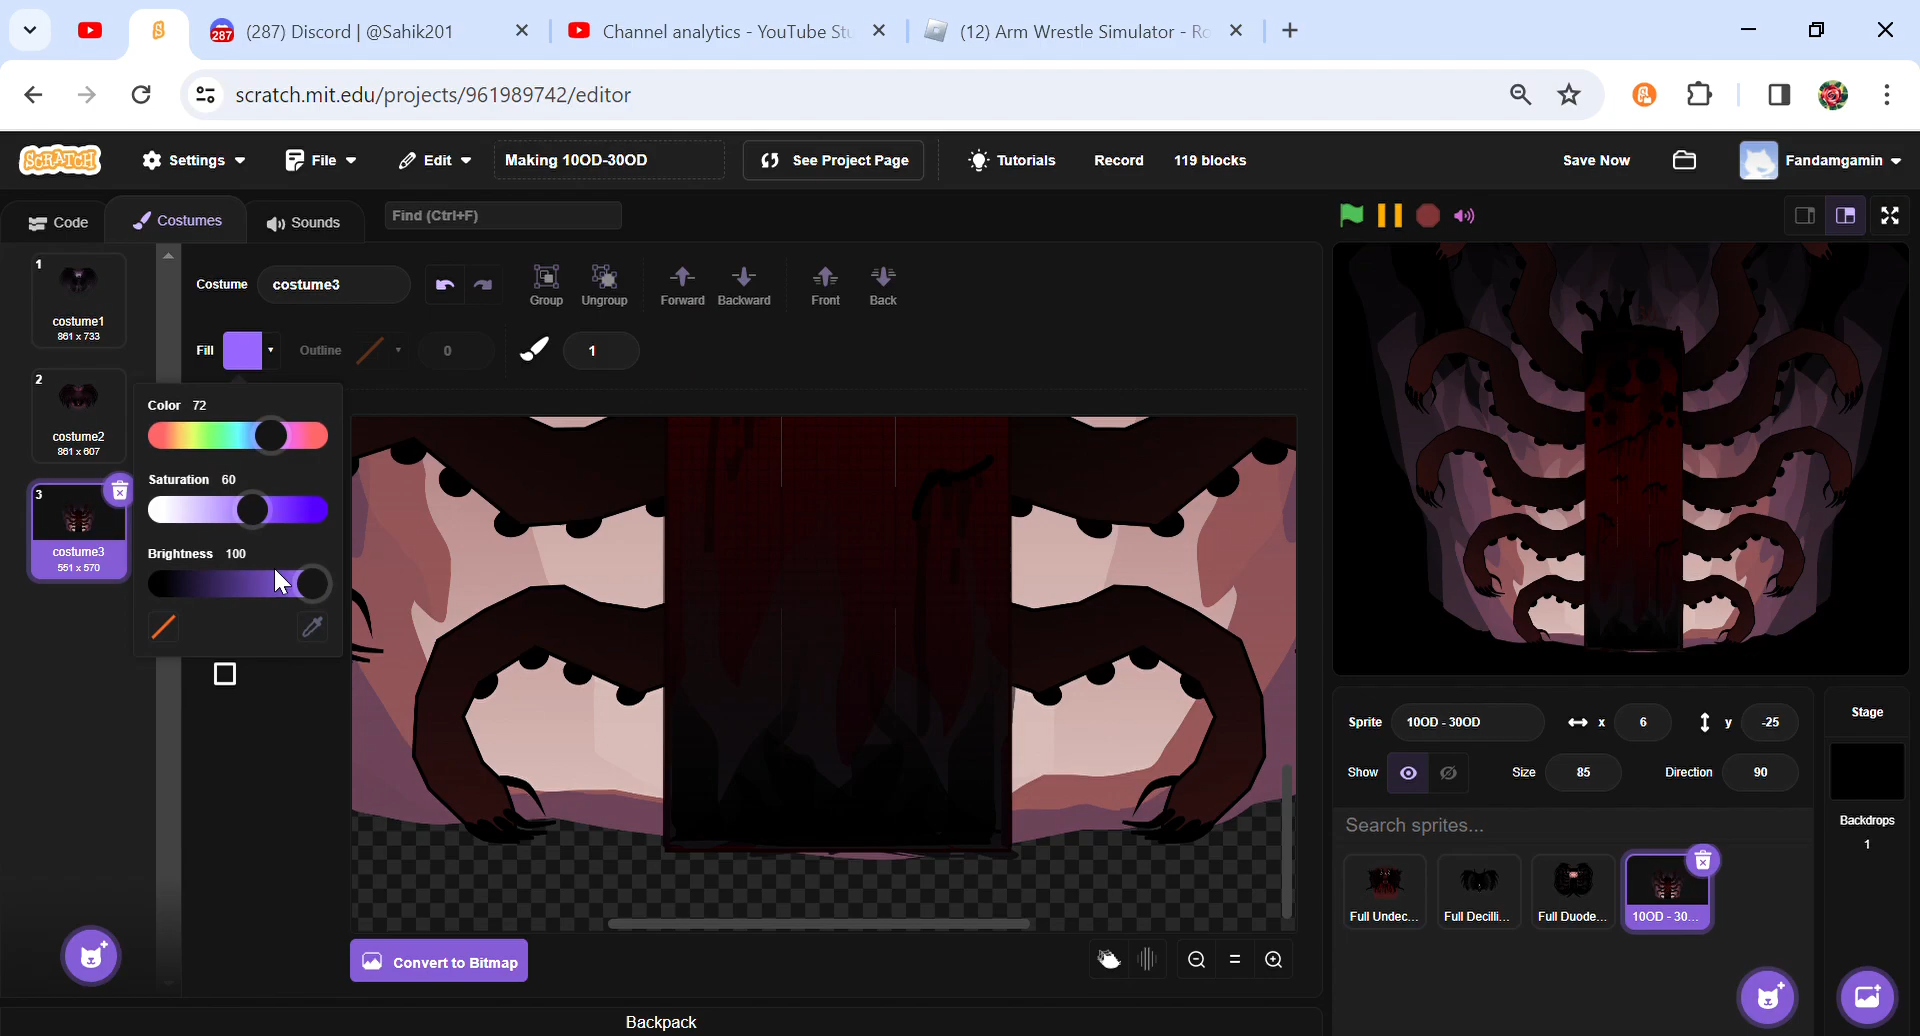 287
(287) Discord | @Sahik201
Channel analytics - YouTube Stu
(12) Arm Wrestle Simulator - Ro
scratch.mit.edu/projects/961989742/editor
SCRATCH
Settings
File
Edit
Making 10OD-30OD
See Project Page
Tutorials
Record
119 blocks
Save Now
Fandamgamin
Code
Costumes
Sounds
Find (Ctrl+F)
1
costume1
861 x 733
2
costume2
861 x 607
3
costume3
551 x 570
Costume
costume3
Group
Ungroup
Forward
Backward
Front
Back
Fill
Outline
0
1
Color 72
Saturation 60
Brightness 100
Convert to Bitmap
Backpack
Sprite
10OD - 30OD
x
6
y
-25
Show
Size
85
Direction
90
Search sprites...
Full Undec...
Full Decilli...
Full Duode...
10OD - 30...
Stage
Backdrops
1